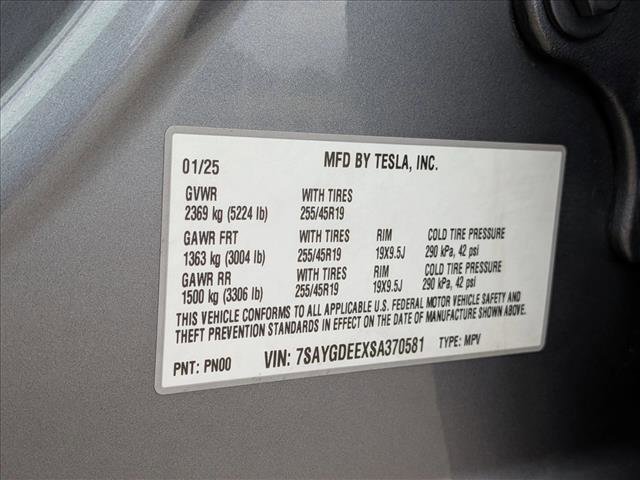 01/25 MFD BY TESLA, INC.
GVWR WITH TIRES
2369 kg (5224 lb) 255/45R19
GAWR FRT WITH TIRES RIM COLD TIRE PRESSURE
1363 kg (3004 lb) 255/45R19 19X9.5J 290 kPa, 42 psi
GAWR RR WITH TIRES RIM COLD TIRE PRESSURE
1500 kg (3306 lb) 255/45R19 19X9.5J 290 kPa, 42 psi
THIS VEHICLE CONFORMS TO ALL APPLICABLE U.S. FEDERAL MOTOR VEHICLE SAFETY AND
THEFT PREVENTION STANDARDS IN EFFECT ON THE DATE OF MANUFACTURE SHOWN ABOVE.
PNT: PN00 VIN: 7SAYGDEEXSA370581 TYPE: MPV